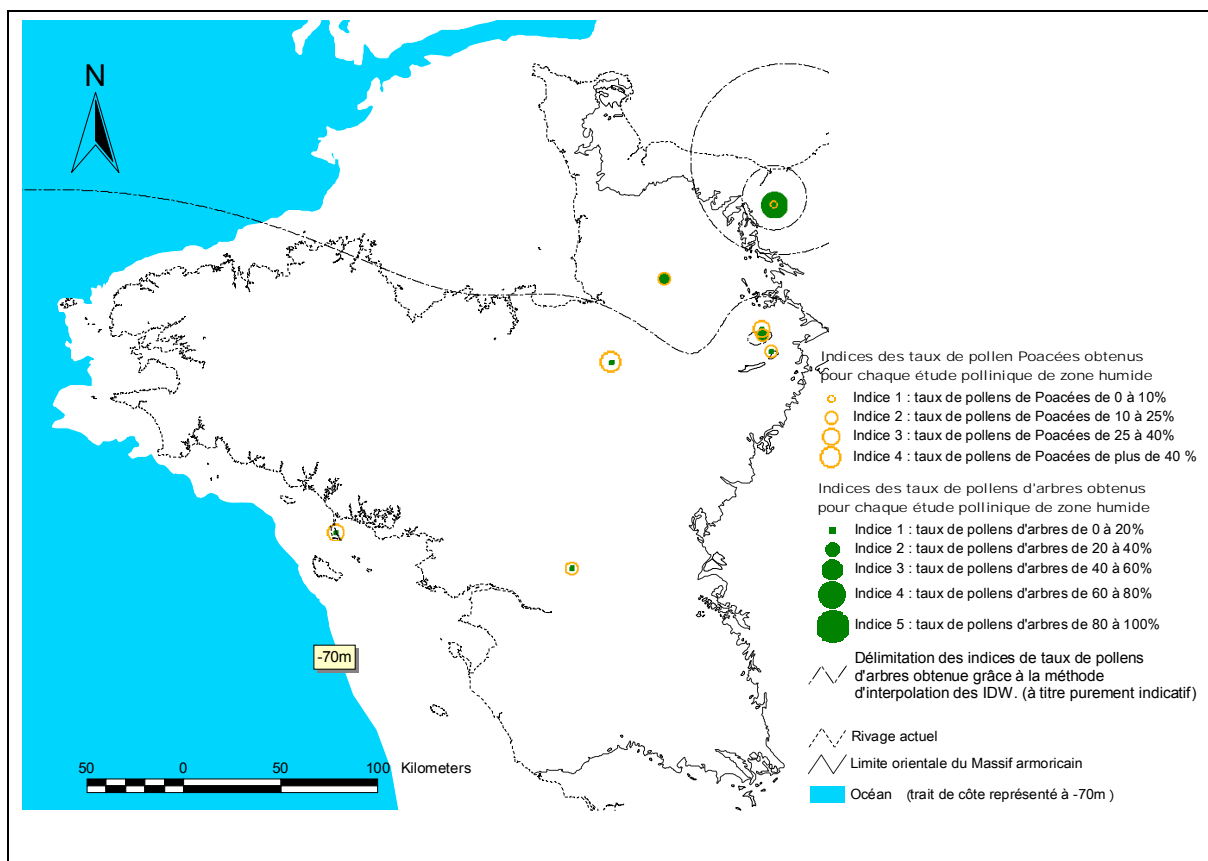 N
Indices des taux de pollen Poacées obtenus
pour chaque étude pollinique de zone humide
Indice 1 : taux de pollens de Poacées de 0 à 10%
Indice 2 : taux de pollens de Poacées de 10 à 25%
Indice 3 : taux de pollens de Poacées de 25 à 40%
Indice 4 : taux de pollens de Poacées de plus de 40 %
Indices des taux de pollens d'arbres obtenus
pour chaque étude pollinique de zone humide
Indice 1 : taux de pollens d'arbres de 0 à 20%
Indice 2 : taux de pollens d'arbres de 20 à 40%
Indice 3 : taux de pollens d'arbres de 40 à 60%
Indice 4 : taux de pollens d'arbres de 60 à 80%
Indice 5 : taux de pollens d'arbres de 80 à 100%
Délimitation des indices de taux de pollens
d'arbres obtenue grâce à la méthode
d'interpolation des IDW. (à titre purement indicatif)
Rivage actuel
Limite orientale du Massif armoricain
Océan (trait de côte représenté à -70m )
-70m
50 0 50 100 Kilometers